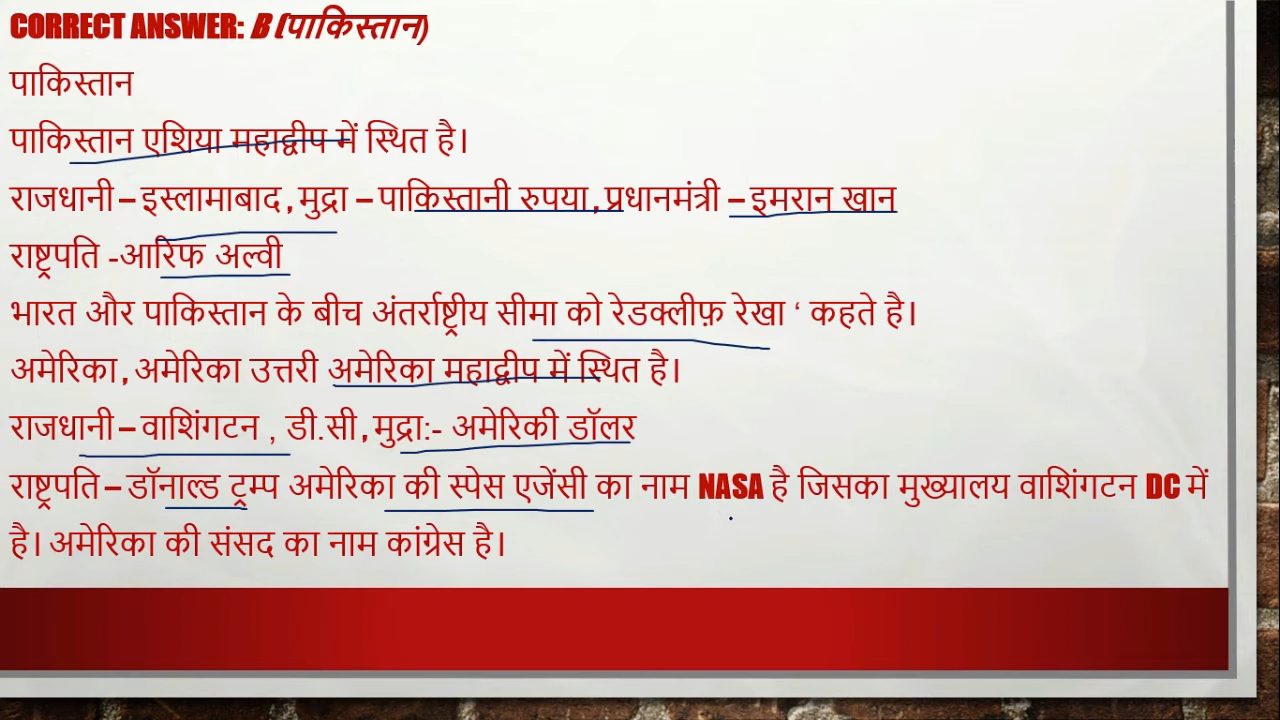 CORRECT ANSWER: B (पाकिस्तान)
पाकिस्तान
पाकिस्तान एशिया महाद्वीप में स्थित है।
राजधानी – इस्लामाबाद , मुद्रा – पाकिस्तानी रुपया , प्रधानमंत्री – इमरान खान
राष्ट्रपति -आरिफ अल्वी
भारत और पाकिस्तान के बीच अंतर्राष्ट्रीय सीमा को रेडक्लीफ़ रेखा ‘ कहते है।
अमेरिका , अमेरिका उत्तरी अमेरिका महाद्वीप में स्थित है।
राजधानी – वाशिंगटन , डी.सी , मुद्रा:- अमेरिकी डॉलर
राष्ट्रपति – डॉनाल्ड ट्रम्प अमेरिका की स्पेस एजेंसी का नाम NASA है जिसका मुख्यालय वाशिंगटन DC में
है। अमेरिका की संसद का नाम कांग्रेस है।